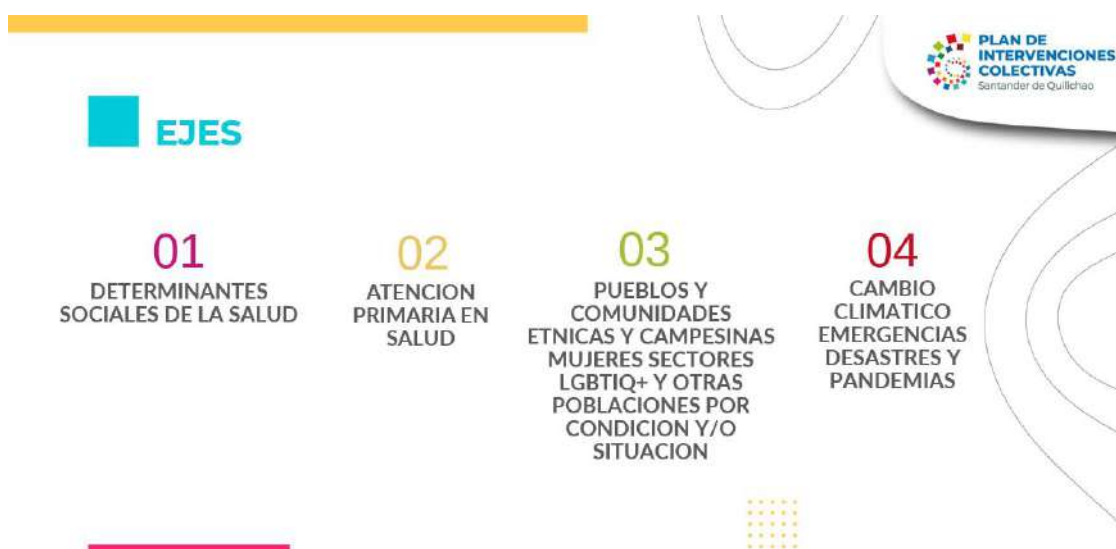 PLAN DE
INTERVENCIONES
COLECTIVAS
Santander de Quilichao
EJES
01
DETERMINANTES
SOCIALES DE LA SALUD
02
ATENCION
PRIMARIA EN
SALUD
03
PUEBLOS Y
COMUNIDADES
ETNICAS Y CAMPESINAS
MUJERES SECTORES
LGBTIQ+ Y OTRAS
POBLACIONES POR
CONDICION Y/O
SITUACION
04
CAMBIO
CLIMATICO
EMERGENCIAS
DESASTRES Y
PANDEMIAS